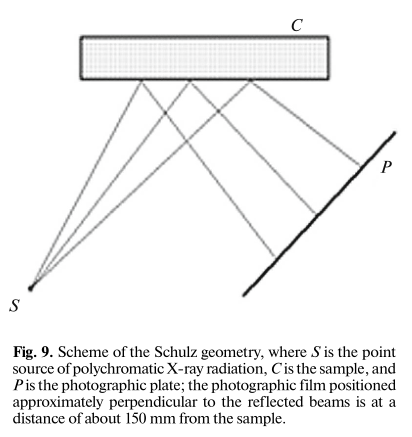 C
P
S
Fig. 9. Scheme of the Schulz geometry, where S is the point
source of polychromatic X-ray radiation, C is the sample, and
P is the photographic plate; the photographic film positioned
approximately perpendicular to the reflected beams is at a
distance of about 150 mm from the sample.